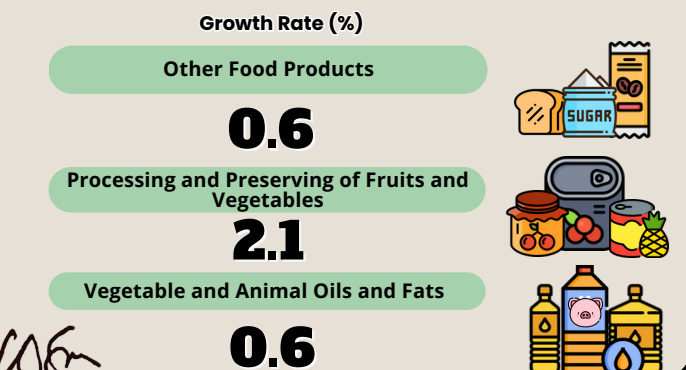 Growth Rate (%)
Other Food Products
0.6
SUGAR
Processing and Preserving of Fruits and
Vegetables
2.1
Vegetable and Animal Oils and Fats
0.6